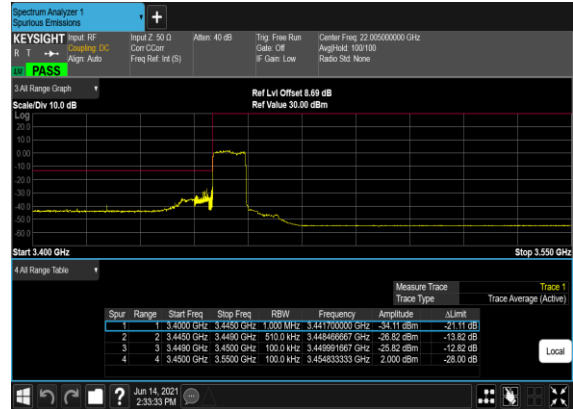 Spectrum Analyzer 1
Spurious Emissions
+
KEYSIGHT Input: RF Input Z: 50 Ω Atten: 40 dB Trig: Free Run Center Freq: 22.005000000 GHz
R T Coupling: DC Corr CCorr Gate: Off Avg|Hold: 100/100
Align: Auto Freq Ref: Int (S) IF Gain: Low Radio Std: None
PASS
3 All Range Graph
Ref Lvl Offset 8.69 dB
Scale/Div 10.0 dB Ref Value 30.00 dBm
Log
20.0
10.0
0.00
-10.0
-20.0
-30.0
-40.0
-50.0
-60.0
Start 3.400 GHz Stop 3.550 GHz
4 All Range Table
Measure Trace Trace 1
Trace Type Trace Average (Active)
Spur Range Start Freq Stop Freq RBW Frequency Amplitude ΔLimit
1 1 3.4000 GHz 3.4450 GHz 1.000 MHz 3.441700000 GHz -34.11 dBm -21.11 dB
2 2 3.4450 GHz 3.4490 GHz 510.0 kHz 3.448466667 GHz -26.82 dBm -13.82 dB
3 3 3.4490 GHz 3.4500 GHz 100.0 kHz 3.449991667 GHz -25.82 dBm -12.82 dB
4 4 3.4500 GHz 3.5500 GHz 100.0 kHz 3.454833333 GHz 2.000 dBm -28.00 dB
Local
? Jun 14, 2021
2:33:33 PM